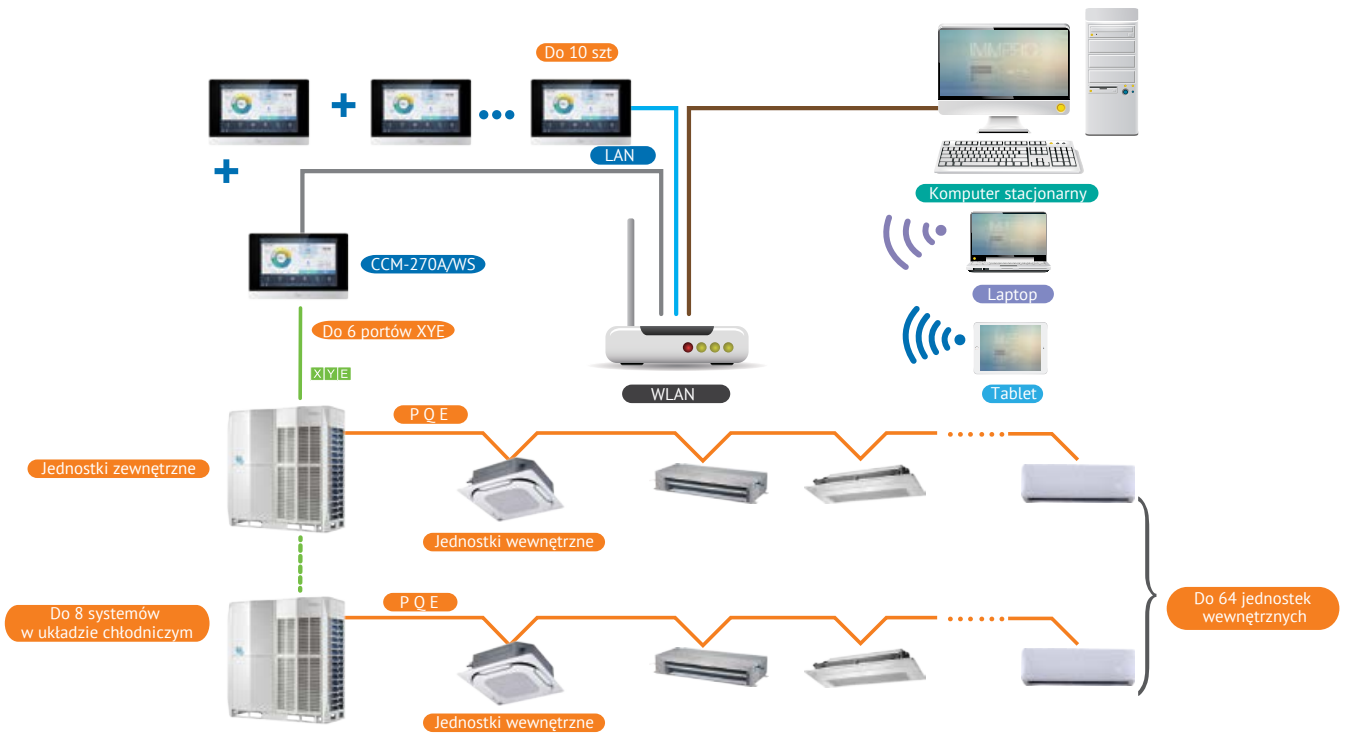 Do 10 szt
LAN
Komputer stacjonarny
CCM-270A/WS
Laptop
Do 6 portów XYE
X Y E
WLAN
Tablet
P Q E
Jednostki zewnętrzne
Jednostki wewnętrzne
Do 8 systemów
w układzie chłodniczym
P Q E
Do 64 jednostek
wewnętrznych
Jednostki wewnętrzne